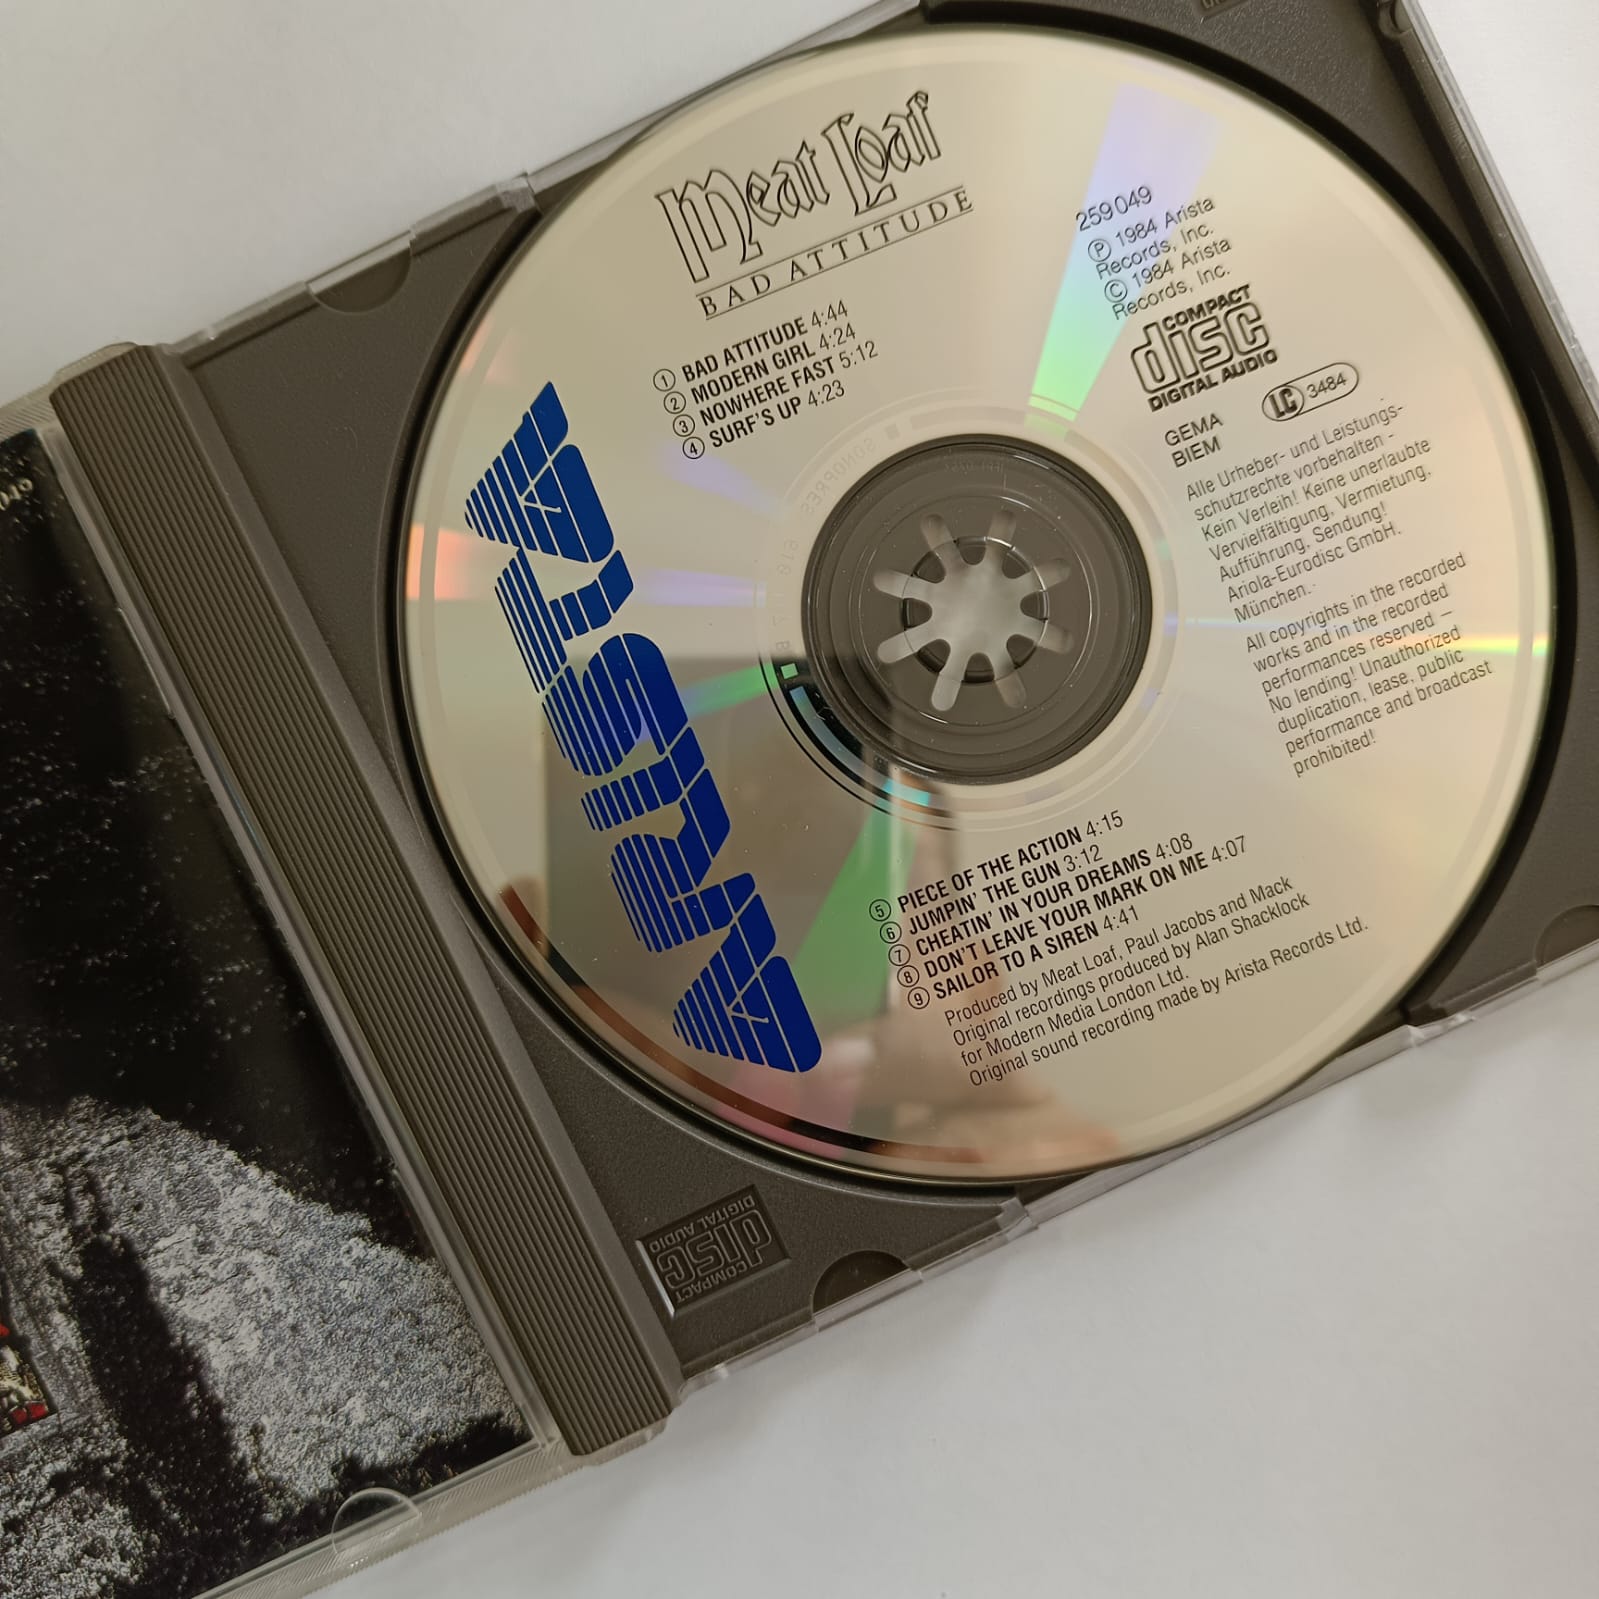 Meat Loaf
BAD ATTITUDE
1 BAD ATTITUDE 4:44
2 MODERN GIRL 4:24
3 NOWHERE FAST 5:12
4 SURF'S UP 4:23
259 049
Ⓟ 1984 Arista
Records, Inc.
© 1984 Arista
Records, Inc.
COMPACT
disc
DIGITAL AUDIO
GEMA
BIEM
LC 3484
Alle Urheber- und Leistungs-
schutzrechte vorbehalten -
Kein Verleih! Keine unerlaubte
Vervielfältigung, Vermietung,
Aufführung, Sendung!
Ariola-Eurodisc GmbH.
München.
All copyrights in the recorded
works and in the recorded
performances reserved –
No lending! Unauthorized
duplication, lease, public
performance and broadcast
prohibited!
ARISTA
5 PIECE OF THE ACTION 4:15
6 JUMPIN' THE GUN 3:12
7 CHEATIN' IN YOUR DREAMS 4:08
8 DON'T LEAVE YOUR MARK ON ME 4:07
9 SAILOR TO A SIREN 4:41
Produced by Meat Loaf, Paul Jacobs and Mack
Original recordings produced by Alan Shacklock
for Modern Media London Ltd.
Original sound recording made by Arista Records Ltd.
COMPACT
disc
DIGITAL AUDIO